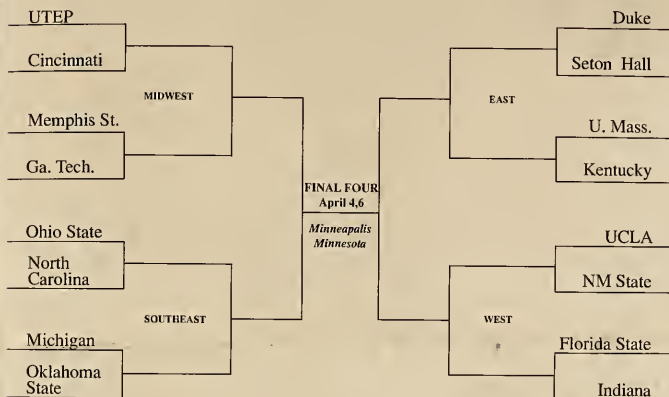 UTEP
Cincinnati
MIDWEST
Memphis St.
Ga. Tech.
Ohio State
North
Carolina
SOUTHEAST
Michigan
Oklahoma
State
FINAL FOUR
April 4,6
Minneapalis
Minnesota
Duke
Seton Hall
EAST
U. Mass.
Kentucky
UCLA
NM State
WEST
Florida State
Indiana